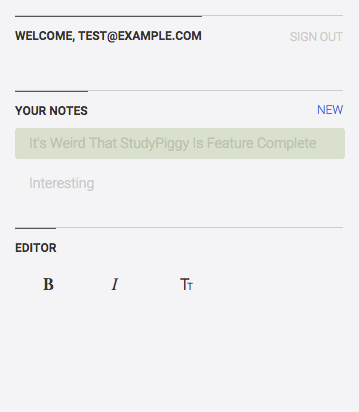 WELCOME, TEST@EXAMPLE.COM SIGN OUT
YOUR NOTES NEW
It's Weird That StudyPiggy Is Feature Complete
Interesting
EDITOR
B I TT